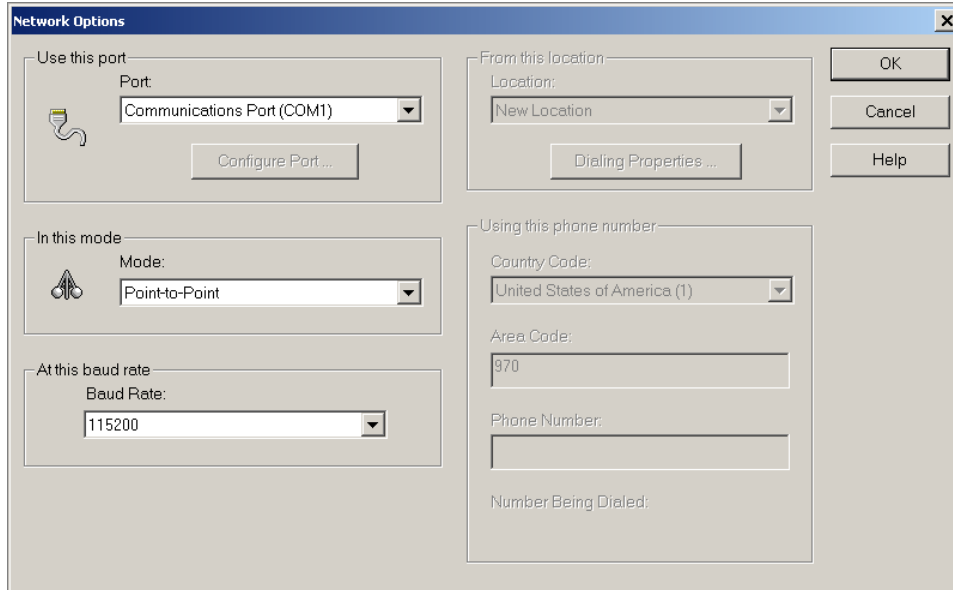 Network Options
Use this port
Port:
Communications Port (COM1)
Configure Port ...
In this mode
Mode:
Point-to-Point
At this baud rate
Baud Rate:
115200
From this location
Location:
New Location
Dialing Properties ...
Using this phone number
Country Code:
United States of America (1)
Area Code:
970
Phone Number:
Number Being Dialed:
OK
Cancel
Help